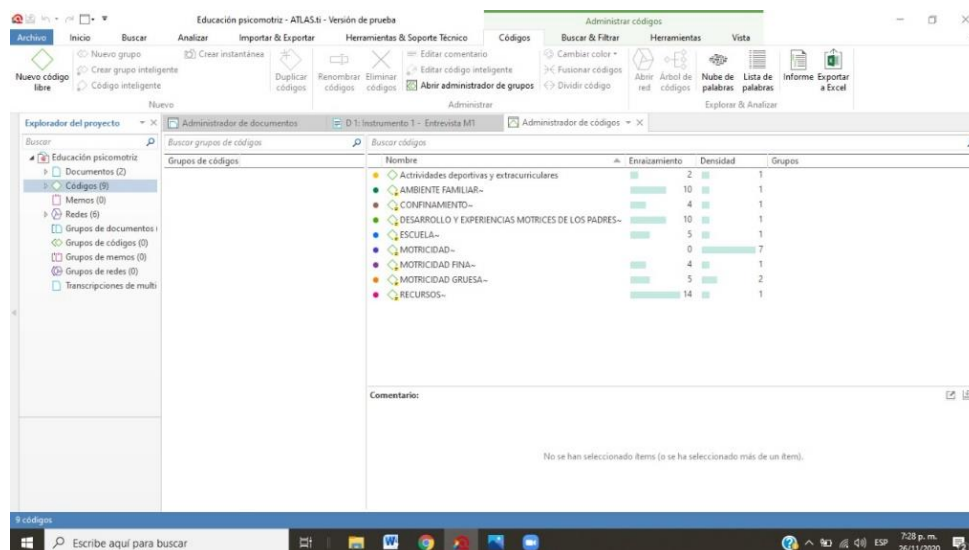 Educación psicomotriz - ATLAS.ti - Versión de prueba
Administrar códigos
Archivo Inicio Buscar Analizar Importar & Exportar Herramientas & Soporte Técnico Códigos Buscar & Filtrar Herramientas Vista
Nuevo código libre
Nuevo grupo
Crear grupo inteligente
Código inteligente
Crear instantánea
Duplicar códigos
Renombrar códigos
Eliminar códigos
Editar comentario
Editar código inteligente
Abrir administrador de grupos
Cambiar color
Fusionar códigos
Dividir código
Abrir red
Árbol de códigos
Nube de palabras
Lista de palabras
Informe
Exportar a Excel
Nuevo
Administrar
Explorar & Analizar
Explorador del proyecto
Administrador de documentos
D 1: Instrumento 1 - Entrevista M1
Administrador de códigos
Buscar
Buscar grupos de códigos
Buscar códigos
Educación psicomotriz
Documentos (2)
Códigos (9)
Memos (0)
Redes (6)
Grupos de documentos
Grupos de códigos (0)
Grupos de memos (0)
Grupos de redes (0)
Transcripciones de multi
Grupos de códigos
Nombre Enraizamiento Densidad Grupos
Actividades deportivas y extracurriculares 2 1
AMBIENTE FAMILIAR~ 10 1
CONFINAMIENTO~ 4 1
DESARROLLO Y EXPERIENCIAS MOTRICES DE LOS PADRES~ 10 1
ESCUELA~ 5 1
MOTRICIDAD~ 0 7
MOTRICIDAD FINA~ 4 1
MOTRICIDAD GRUESA~ 5 2
RECURSOS~ 14 1
Comentario:
No se han seleccionado ítems (o se ha seleccionado más de un ítem).
9 códigos
Escribe aquí para buscar
ESP
7:28 p. m.
26/11/2020